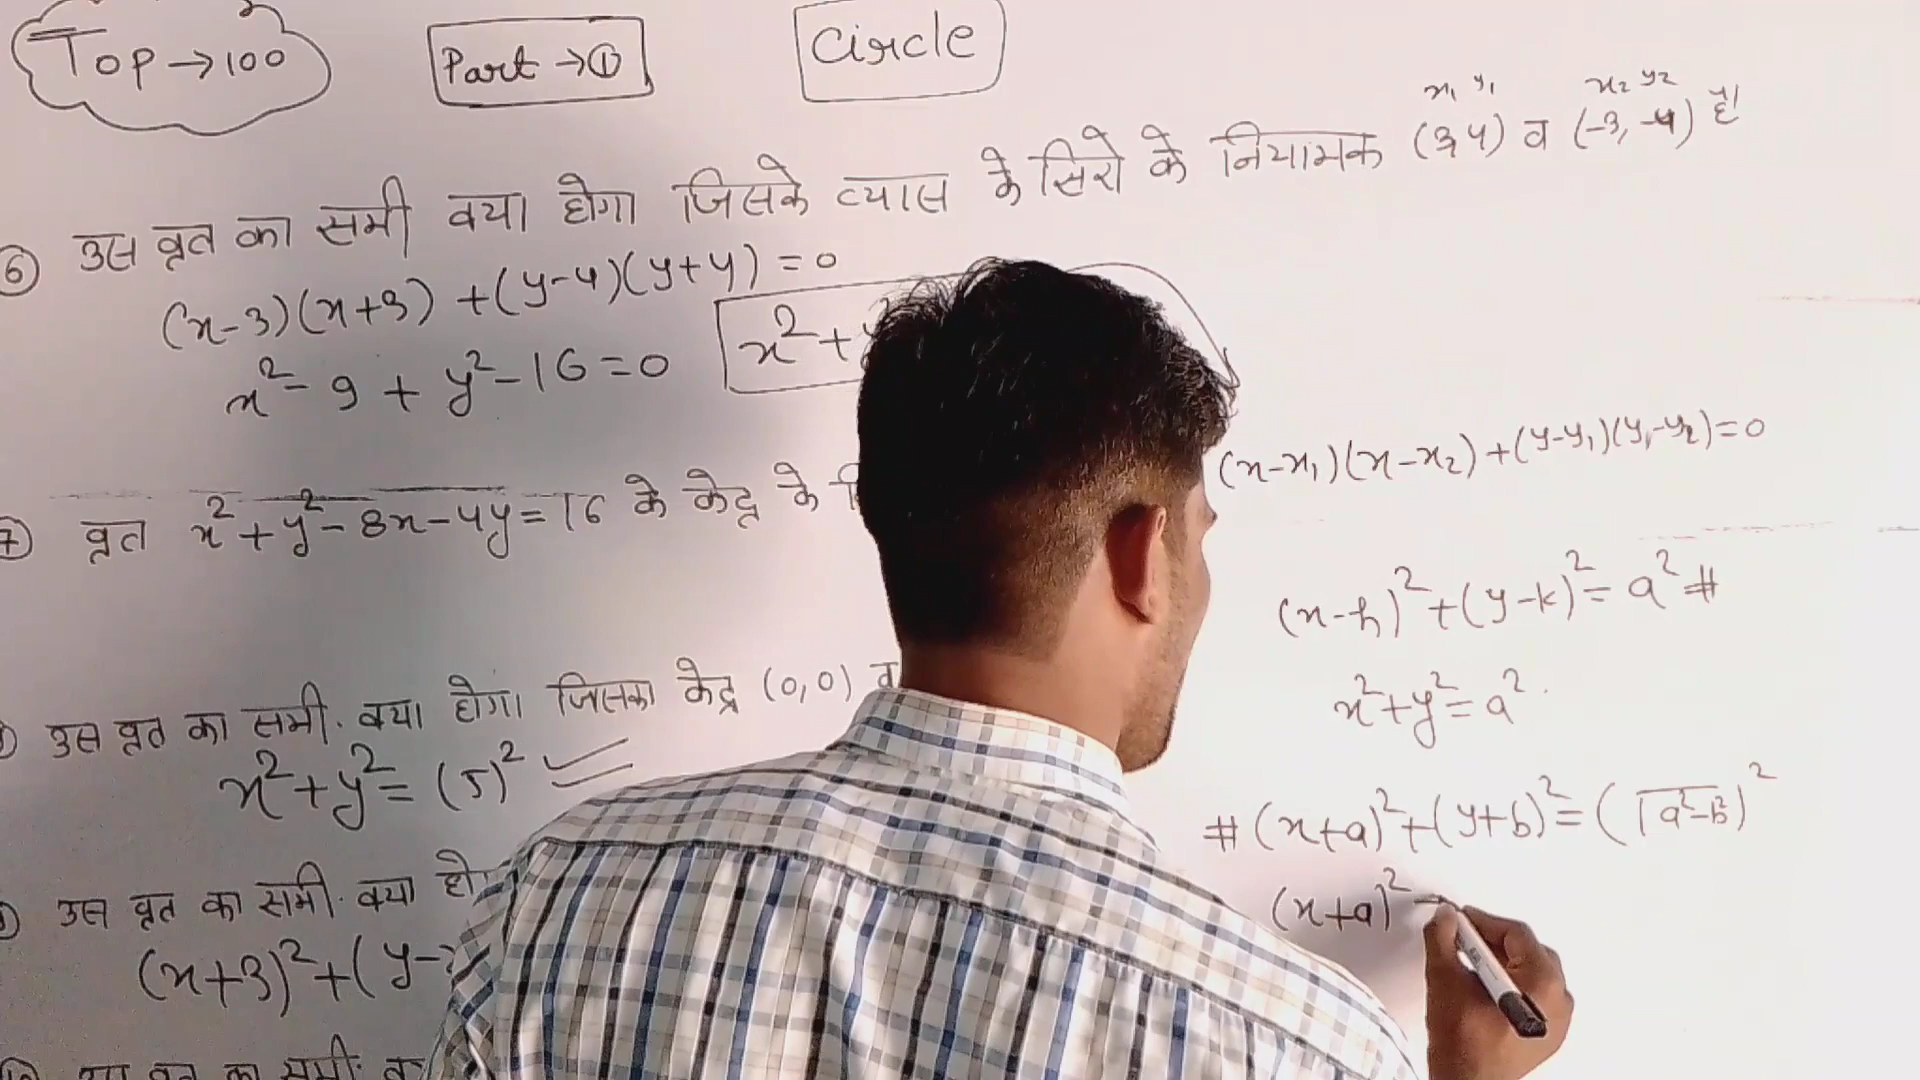 Top → 100
Part → ①
Circle
x₁ y₁ x₂ y₂
⑥ उस वृत का समी क्या होगा जिसके व्यास के सिरो के नियामक (3,4) व (-3, -4) है।
(x-3)(x+3) + (y-4)(y+4) = 0
x² - 9 + y² - 16 = 0
x² +
(x-x₁)(x-x₂) + (y-y₁)(y₁-y₂) = 0
⑦ वृत x² + y² - 8x - 4y = 16 के केन्द्र के
(x-h)² + (y-k)² = a² #
x² + y² = a²
उस वृत का समी. क्या होगा जिसका केन्द्र (0,0) व
x² + y² = (5)²
# (x+a)² + (y+b)² = (√a²-b²)²
(x+a)² -
उस वृत का समी. क्या हो
(x+3)² + (y-
वृत का समी.